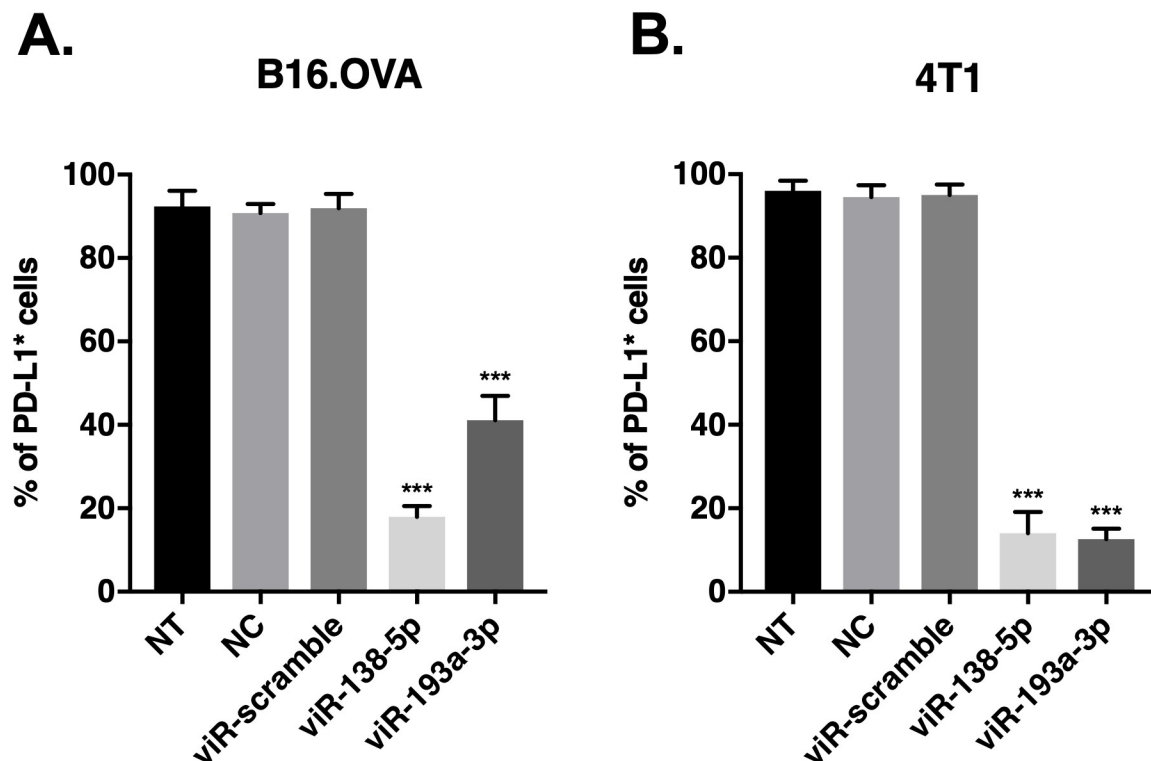 A.
B16.OVA
% of PD-L1* cells
100
80
60
40
20
0
***
***
NT
NC
viR-scramble
viR-138-5p
viR-193a-3p
B.
4T1
% of PD-L1* cells
100
80
60
40
20
0
***
***
NT
NC
viR-scramble
viR-138-5p
viR-193a-3p